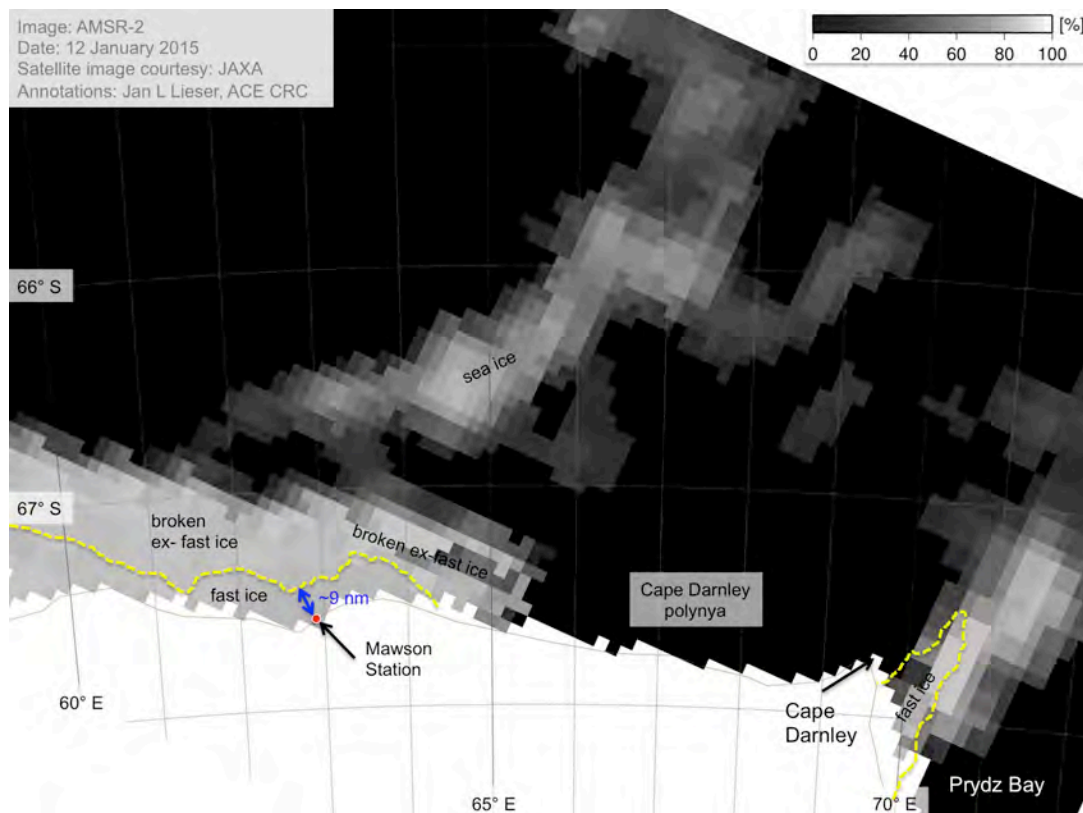 Image: AMSR-2
Date: 12 January 2015
Satellite image courtesy: JAXA
Annotations: Jan L Lieser, ACE CRC
[%]
0 20 40 60 80 100
66° S
sea ice
67° S
broken
ex- fast ice
broken ex-fast ice
fast ice
~9 nm
Cape Darnley
polynya
Mawson
Station
60° E
fast ice
Cape
Darnley
65° E
70° E
Prydz Bay